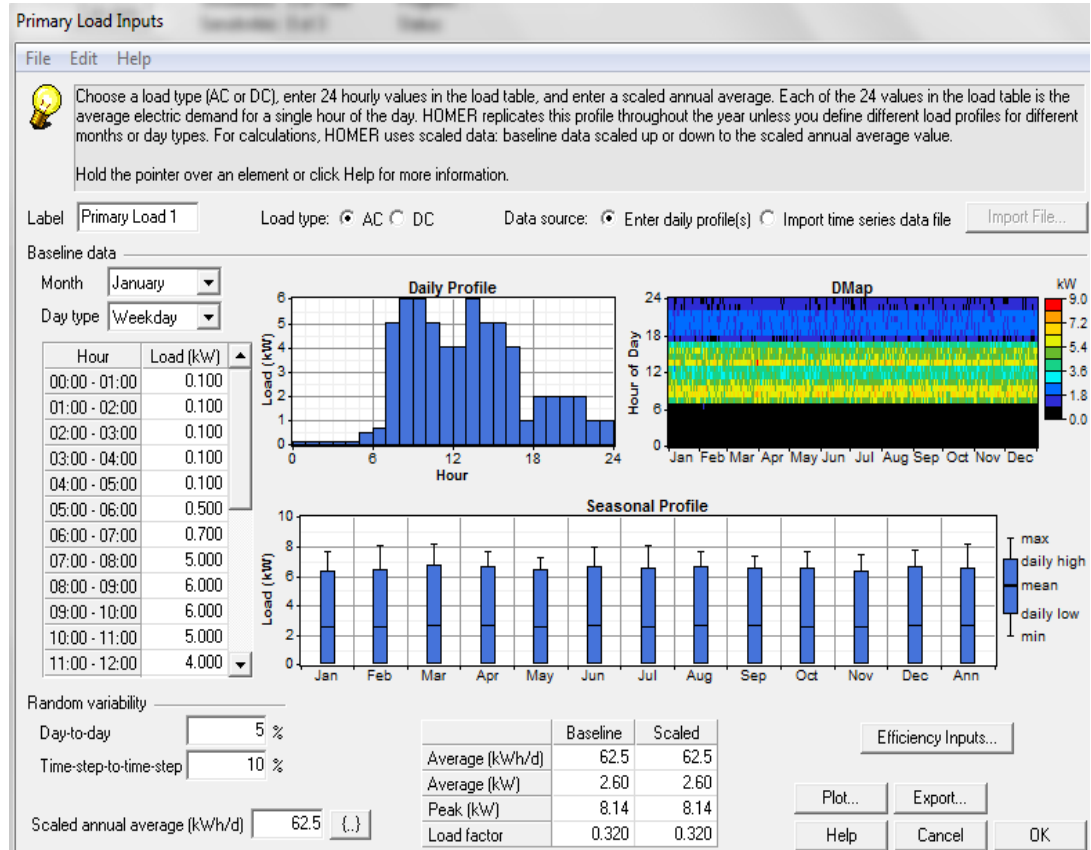 Primary Load Inputs
File Edit Help
Choose a load type (AC or DC), enter 24 hourly values in the load table, and enter a scaled annual average. Each of the 24 values in the load table is the
average electric demand for a single hour of the day. HOMER replicates this profile throughout the year unless you define different load profiles for different
months or day types. For calculations, HOMER uses scaled data: baseline data scaled up or down to the scaled annual average value.
Hold the pointer over an element or click Help for more information.
Label Primary Load 1 Load type: AC DC Data source: Enter daily profile(s) Import time series data file Import File...
Baseline data
Month January
Day type Weekday
Hour Load (kW)
00:00 - 01:00 0.100
01:00 - 02:00 0.100
02:00 - 03:00 0.100
03:00 - 04:00 0.100
04:00 - 05:00 0.100
05:00 - 06:00 0.500
06:00 - 07:00 0.700
07:00 - 08:00 5.000
08:00 - 09:00 6.000
09:00 - 10:00 6.000
10:00 - 11:00 5.000
11:00 - 12:00 4.000
Daily Profile
Load (kW)
6
5
4
3
2
1
0
0 6 12 18 24
Hour
DMap
Hour of Day
24
18
12
6
0
Jan Feb Mar Apr May Jun Jul Aug Sep Oct Nov Dec
kW
9.0
7.2
5.4
3.6
1.8
0.0
Seasonal Profile
Load (kW)
10
8
6
4
2
0
Jan Feb Mar Apr May Jun Jul Aug Sep Oct Nov Dec Ann
max
daily high
mean
daily low
min
Random variability
Day-to-day 5 %
Time-step-to-time-step 10 %
Scaled annual average (kWh/d) 62.5 {..}
Baseline Scaled
Average (kWh/d) 62.5 62.5
Average (kW) 2.60 2.60
Peak (kW) 8.14 8.14
Load factor 0.320 0.320
Efficiency Inputs...
Plot... Export...
Help Cancel OK